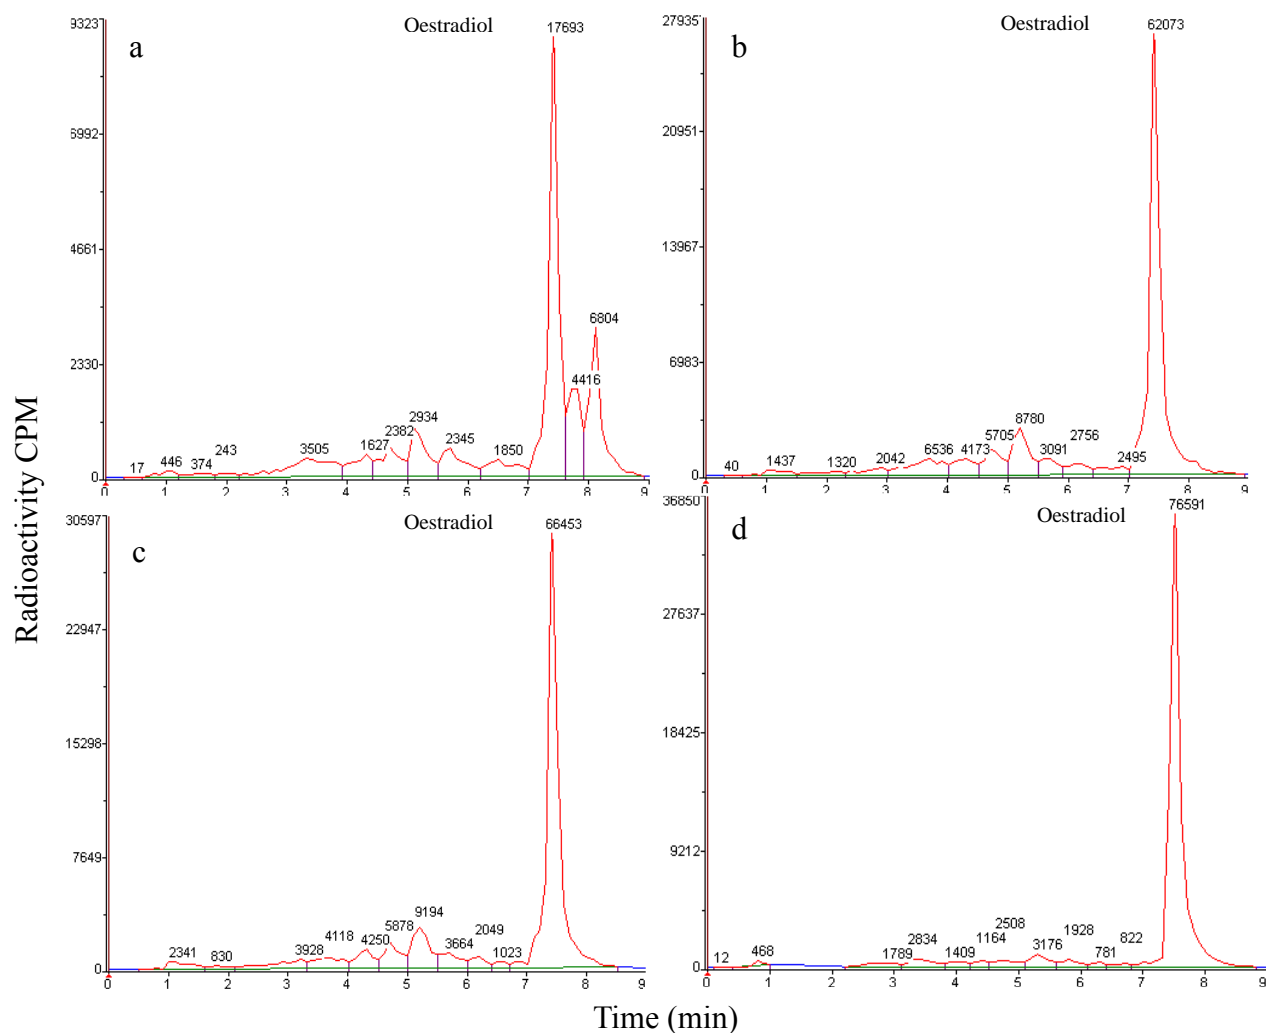 Radioactivity CPM
a
Oestradiol
9323
6992
4661
2330
0
17 446 374 243 3505 1627 2382 2934 2345 1850 17693 4416 6804
0 1 2 3 4 5 6 7 8 9
b
Oestradiol
27935
20951
13967
6983
0
40 1437 1320 2042 6536 4173 5705 8780 3091 2756 2495 62073
0 1 2 3 4 5 6 7 8 9
c
Oestradiol
30597
22947
15298
7649
0
2341 830 3928 4118 4250 5878 9194 3664 2049 1023 66453
0 1 2 3 4 5 6 7 8 9
d
Oestradiol
36850
27637
18425
9212
0
12 468 1789 2834 1409 1164 2508 3176 1928 781 822 76591
0 1 2 3 4 5 6 7 8 9
Time (min)